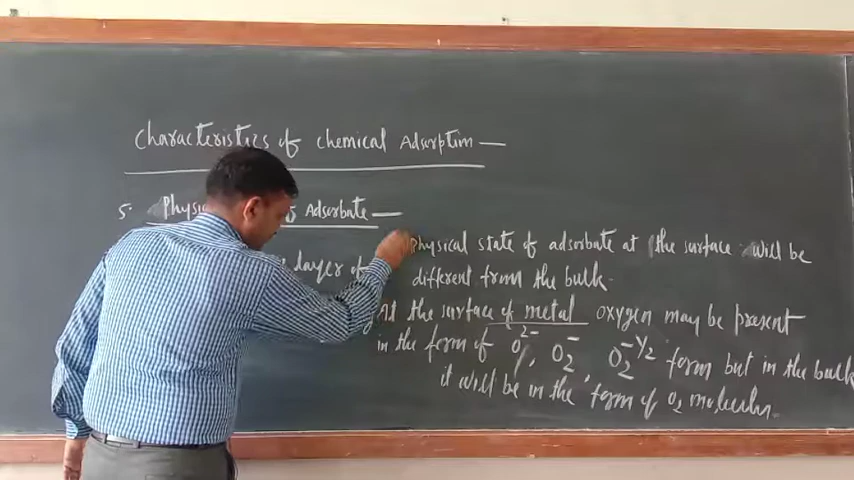 Characteristics of chemical Adsorption —
5. Adsorbate —
layer of
Physical state of adsorbate at the surface will be
different from the bulk.
At the surface of metal oxygen may be present —
in the form of O²⁻, O₂⁻, O₂⁻¹/² form but in the bulk
it will be in the form of O₂ molecules